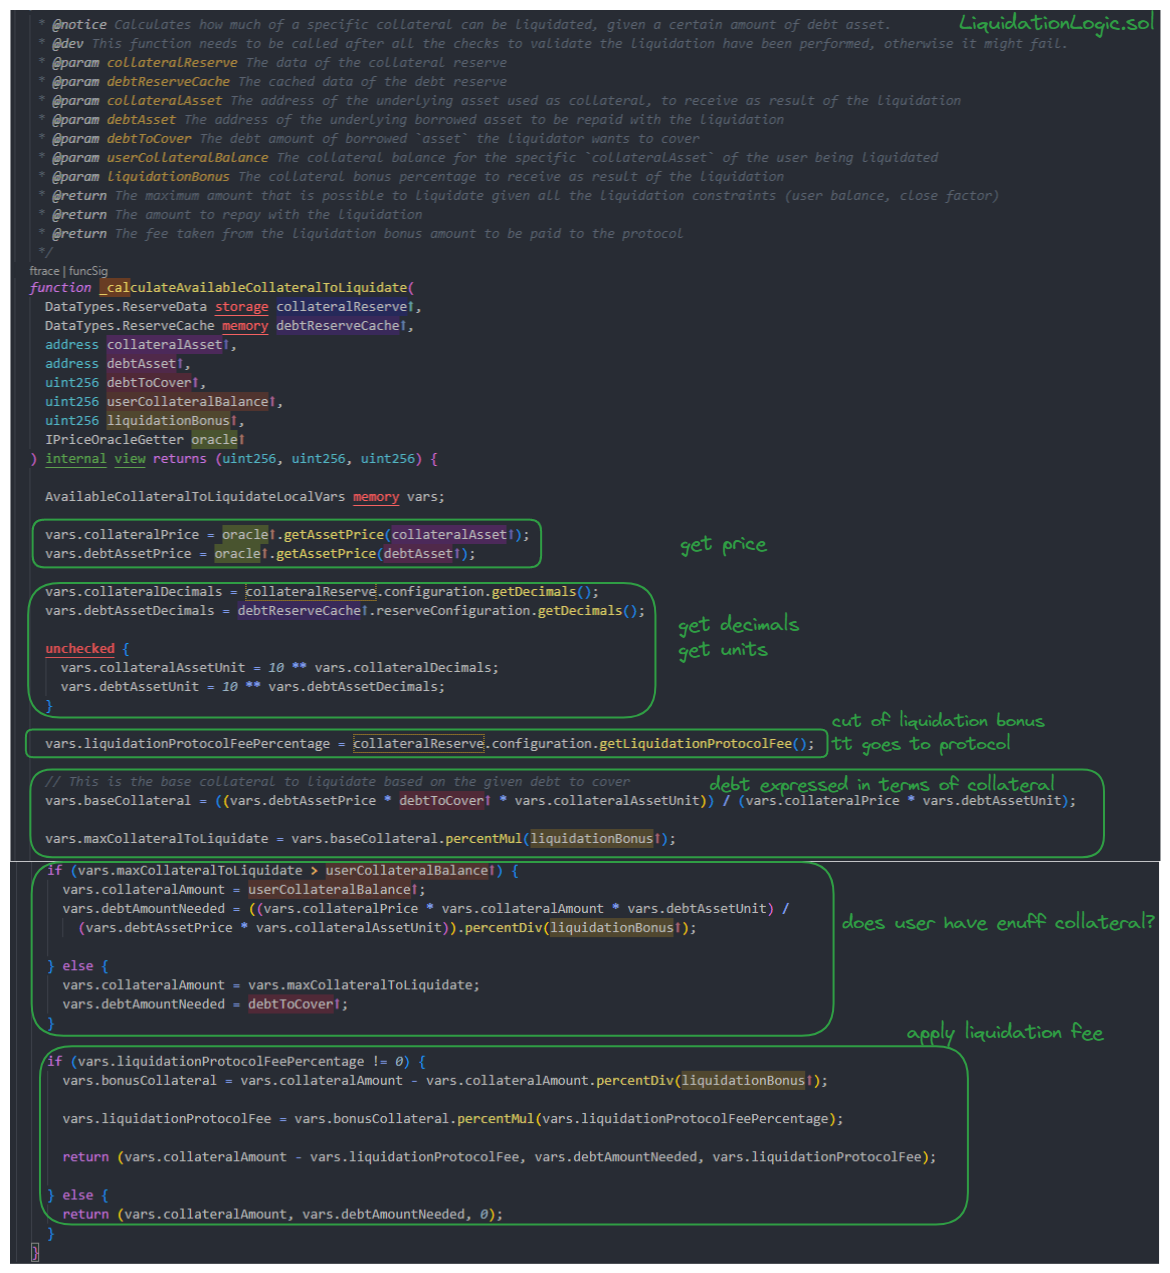 * @notice Calculates how much of a specific collateral can be liquidated, given a certain amount of debt asset.
LiquidationLogic.sol
* @dev This function needs to be called after all the checks to validate the liquidation have been performed, otherwise it might fail.
* @param collateralReserve The data of the collateral reserve
* @param debtReserveCache The cached data of the debt reserve
* @param collateralAsset The address of the underlying asset used as collateral, to receive as result of the liquidation
* @param debtAsset The address of the underlying borrowed asset to be repaid with the liquidation
* @param debtToCover The debt amount of borrowed `asset` the liquidator wants to cover
* @param userCollateralBalance The collateral balance for the specific `collateralAsset` of the user being liquidated
* @param liquidationBonus The collateral bonus percentage to receive as result of the liquidation
* @return The maximum amount that is possible to liquidate given all the liquidation constraints (user balance, close factor)
* @return The amount to repay with the liquidation
* @return The fee taken from the liquidation bonus amount to be paid to the protocol
*/
ftrace | funcSig
function _calculateAvailableCollateralToLiquidate(
DataTypes.ReserveData storage collateralReserve↑,
DataTypes.ReserveCache memory debtReserveCache↑,
address collateralAsset↑,
address debtAsset↑,
uint256 debtToCover↑,
uint256 userCollateralBalance↑,
uint256 liquidationBonus↑,
IPriceOracleGetter oracle↑
) internal view returns (uint256, uint256, uint256) {
AvailableCollateralToLiquidateLocalVars memory vars;
vars.collateralPrice = oracle↑.getAssetPrice(collateralAsset↑);
vars.debtAssetPrice = oracle↑.getAssetPrice(debtAsset↑);
get price
vars.collateralDecimals = collateralReserve.configuration.getDecimals();
vars.debtAssetDecimals = debtReserveCache↑.reserveConfiguration.getDecimals();
get decimals
get units
unchecked {
vars.collateralAssetUnit = 10 ** vars.collateralDecimals;
vars.debtAssetUnit = 10 ** vars.debtAssetDecimals;
}
cut of liquidation bonus
tt goes to protocol
vars.liquidationProtocolFeePercentage = collateralReserve.configuration.getLiquidationProtocolFee();
// This is the base collateral to liquidate based on the given debt to cover
debt expressed in terms of collateral
vars.baseCollateral = ((vars.debtAssetPrice * debtToCover↑ * vars.collateralAssetUnit)) / (vars.collateralPrice * vars.debtAssetUnit);
vars.maxCollateralToLiquidate = vars.baseCollateral.percentMul(liquidationBonus↑);
if (vars.maxCollateralToLiquidate > userCollateralBalance↑) {
vars.collateralAmount = userCollateralBalance↑;
vars.debtAmountNeeded = ((vars.collateralPrice * vars.collateralAmount * vars.debtAssetUnit) /
(vars.debtAssetPrice * vars.collateralAssetUnit)).percentDiv(liquidationBonus↑);
does user have enuff collateral?
} else {
vars.collateralAmount = vars.maxCollateralToLiquidate;
vars.debtAmountNeeded = debtToCover↑;
}
apply liquidation fee
if (vars.liquidationProtocolFeePercentage != 0) {
vars.bonusCollateral = vars.collateralAmount - vars.collateralAmount.percentDiv(liquidationBonus↑);
vars.liquidationProtocolFee = vars.bonusCollateral.percentMul(vars.liquidationProtocolFeePercentage);
return (vars.collateralAmount - vars.liquidationProtocolFee, vars.debtAmountNeeded, vars.liquidationProtocolFee);
} else {
return (vars.collateralAmount, vars.debtAmountNeeded, 0);
}
}